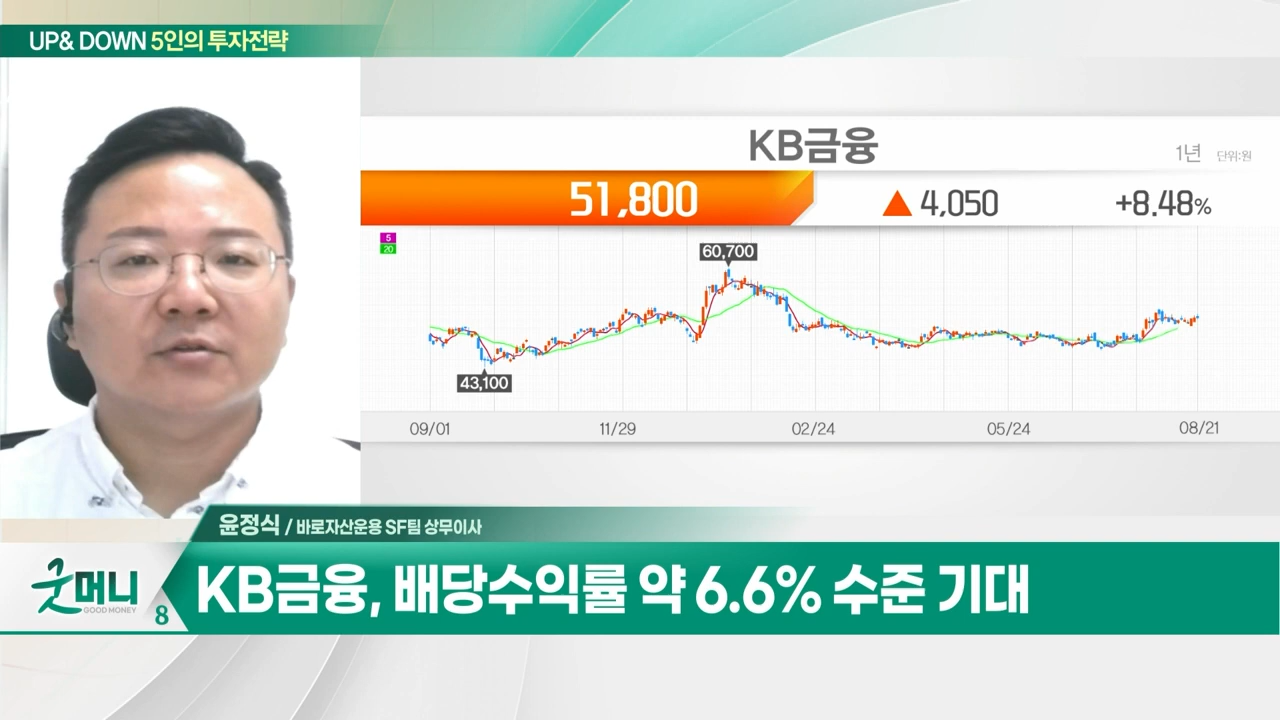 UP& DOWN 5인의 투자전략
KB금융
1년 단위:원
51,800 ▲ 4,050 +8.48%
5
20
60,700
43,100
09/01 11/29 02/24 05/24 08/21
윤정식 / 바로자산운용 SF팀 상무이사
굿머니
GOOD MONEY
8
KB금융, 배당수익률 약 6.6% 수준 기대